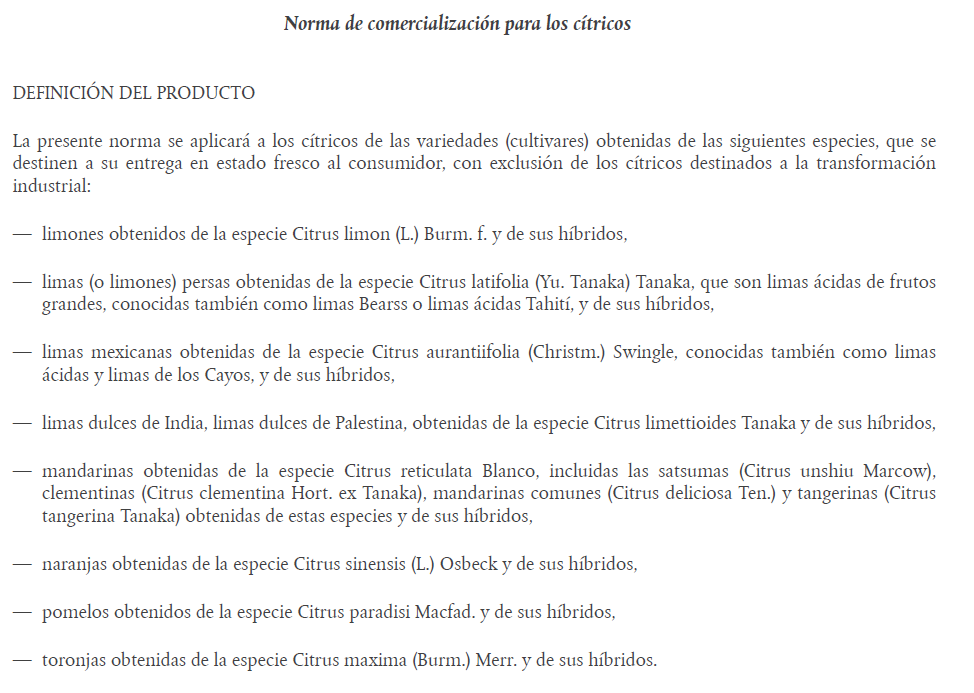 Norma de comercialización para los cítricos
DEFINICIÓN DEL PRODUCTO
La presente norma se aplicará a los cítricos de las variedades (cultivares) obtenidas de las siguientes especies, que se
destinen a su entrega en estado fresco al consumidor, con exclusión de los cítricos destinados a la transformación
industrial:
— limones obtenidos de la especie Citrus limon (L.) Burm. f. y de sus híbridos,
— limas (o limones) persas obtenidas de la especie Citrus latifolia (Yu. Tanaka) Tanaka, que son limas ácidas de frutos
grandes, conocidas también como limas Bearss o limas ácidas Tahití, y de sus híbridos,
— limas mexicanas obtenidas de la especie Citrus aurantiifolia (Christm.) Swingle, conocidas también como limas
ácidas y limas de los Cayos, y de sus híbridos,
— limas dulces de India, limas dulces de Palestina, obtenidas de la especie Citrus limettioides Tanaka y de sus híbridos,
— mandarinas obtenidas de la especie Citrus reticulata Blanco, incluidas las satsumas (Citrus unshiu Marcow),
clementinas (Citrus clementina Hort. ex Tanaka), mandarinas comunes (Citrus deliciosa Ten.) y tangerinas (Citrus
tangerina Tanaka) obtenidas de estas especies y de sus híbridos,
— naranjas obtenidas de la especie Citrus sinensis (L.) Osbeck y de sus híbridos,
— pomelos obtenidos de la especie Citrus paradisi Macfad. y de sus híbridos,
— toronjas obtenidas de la especie Citrus maxima (Burm.) Merr. y de sus híbridos.